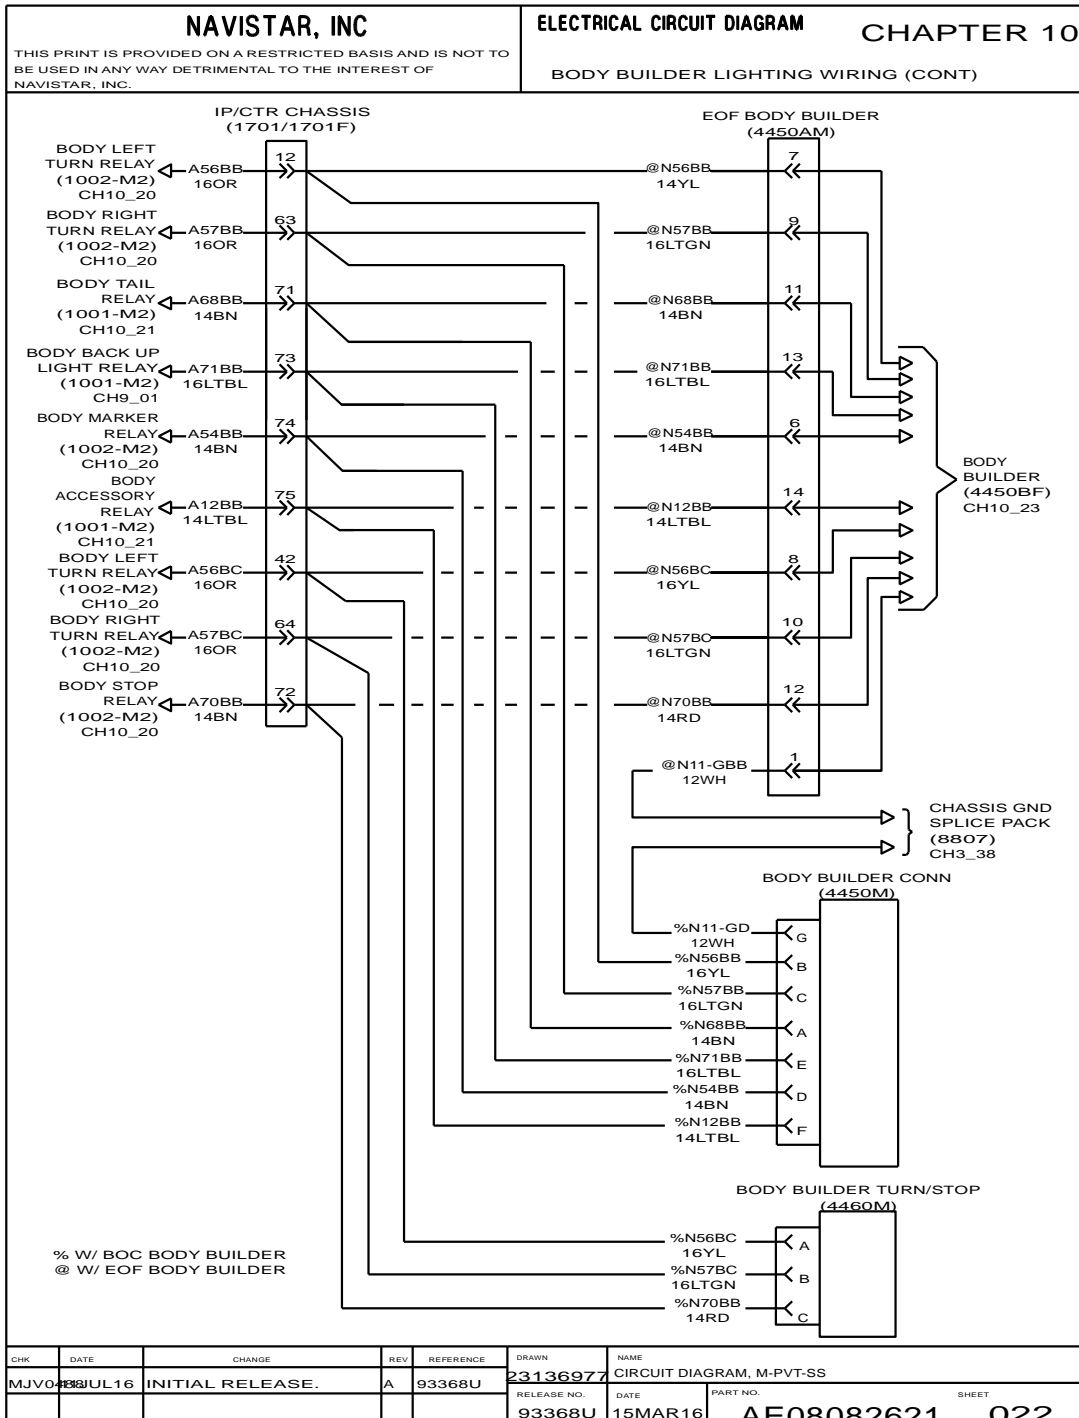 NAVISTAR, INC
THIS PRINT IS PROVIDED ON A RESTRICTED BASIS AND IS NOT TO
BE USED IN ANY WAY DETRIMENTAL TO THE INTEREST OF
NAVISTAR, INC.
ELECTRICAL CIRCUIT DIAGRAM
CHAPTER 10
BODY BUILDER LIGHTING WIRING (CONT)
IP/CTR CHASSIS
(1701/1701F)
EOF BODY BUILDER
(4450AM)
BODY LEFT
TURN RELAY
(1002-M2)
CH10_20
A56BB
16OR
12
@N56BB
14YL
7
BODY RIGHT
TURN RELAY
(1002-M2)
CH10_20
A57BB
16OR
63
@N57BB
16LTGN
9
BODY TAIL
RELAY
(1001-M2)
CH10_21
A68BB
14BN
71
@N68BB
14BN
11
BODY BACK UP
LIGHT RELAY
(1001-M2)
CH9_01
A71BB
16LTBL
73
@N71BB
16LTBL
13
BODY MARKER
RELAY
(1002-M2)
CH10_20
A54BB
14BN
74
@N54BB
14BN
6
BODY
ACCESSORY
RELAY
(1001-M2)
CH10_21
A12BB
14LTBL
75
@N12BB
14LTBL
14
BODY LEFT
TURN RELAY
(1002-M2)
CH10_20
A56BC
16OR
42
@N56BC
16YL
8
BODY RIGHT
TURN RELAY
(1002-M2)
CH10_20
A57BC
16OR
64
@N57BC
16LTGN
10
BODY STOP
RELAY
(1002-M2)
CH10_20
A70BB
14BN
72
@N70BB
14RD
12
@N11-GBB
12WH
1
BODY
BUILDER
(4450BF)
CH10_23
CHASSIS GND
SPLICE PACK
(8807)
CH3_38
BODY BUILDER CONN
(4450M)
%N11-GD
12WH
G
%N56BB
16YL
B
%N57BB
16LTGN
C
%N68BB
14BN
A
%N71BB
16LTBL
E
%N54BB
14BN
D
%N12BB
14LTBL
F
BODY BUILDER TURN/STOP
(4460M)
%N56BC
16YL
A
%N57BC
16LTGN
B
%N70BB
14RD
C
% W/ BOC BODY BUILDER
@ W/ EOF BODY BUILDER
CHK
DATE
CHANGE
REV
REFERENCE
DRAWN
NAME
INITIAL RELEASE.
A
93368U
23136977
CIRCUIT DIAGRAM, M-PVT-SS
RELEASE NO.
DATE
PART NO.
SHEET
93368U
15MAR16
AE08082621
022